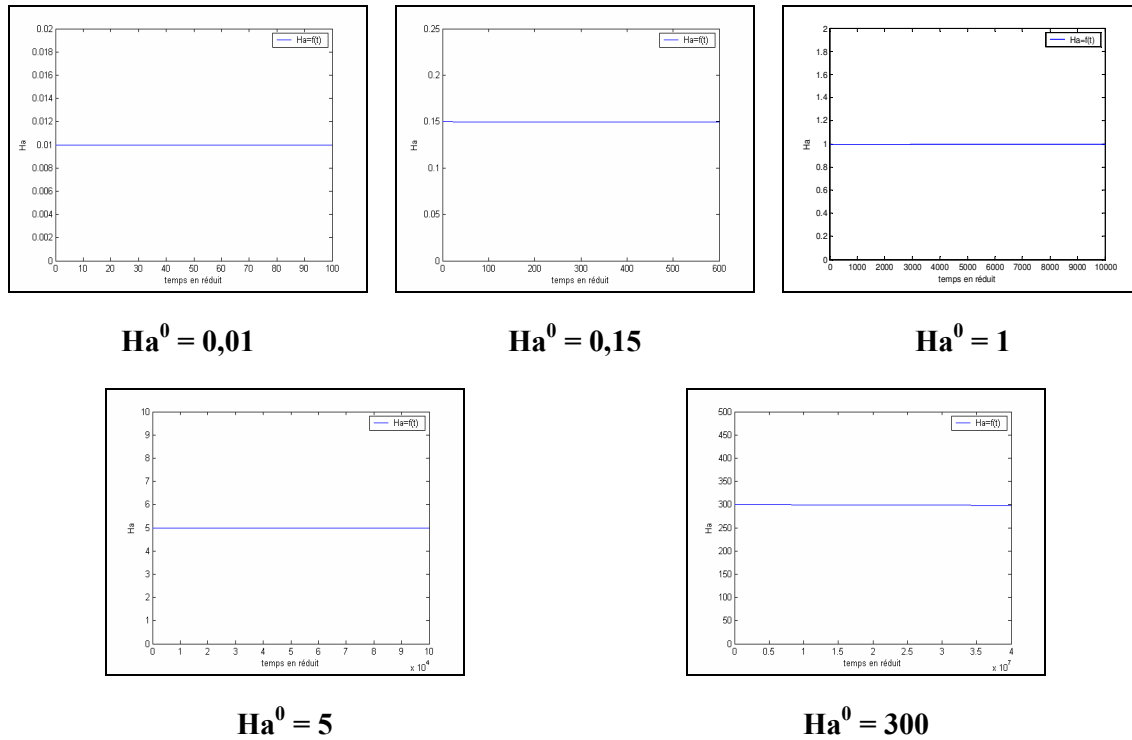 Ha=f(t)
0.02
0.018
0.016
0.014
0.012
0.01
0.008
0.006
0.004
0.002
0
Ha
0 10 20 30 40 50 60 70 80 90 100
temps en réduit
Ha=f(t)
0.25
0.2
0.15
0.1
0.05
0
Ha
0 100 200 300 400 500 600
temps en réduit
Ha=f(t)
2
1.8
1.6
1.4
1.2
1
0.8
0.6
0.4
0.2
0
Ha
0 1000 2000 3000 4000 5000 6000 7000 8000 9000 10000
temps en réduit
Ha⁰ = 0,01
Ha⁰ = 0,15
Ha⁰ = 1
Ha=f(t)
10
9
8
7
6
5
4
3
2
1
0
Ha
0 1 2 3 4 5 6 7 8 9 10
temps en réduit
x 10⁴
Ha=f(t)
500
450
400
350
300
250
200
150
100
50
0
Ha
0 0.5 1 1.5 2 2.5 3 3.5 4
temps en réduit
x 10⁷
Ha⁰ = 5
Ha⁰ = 300